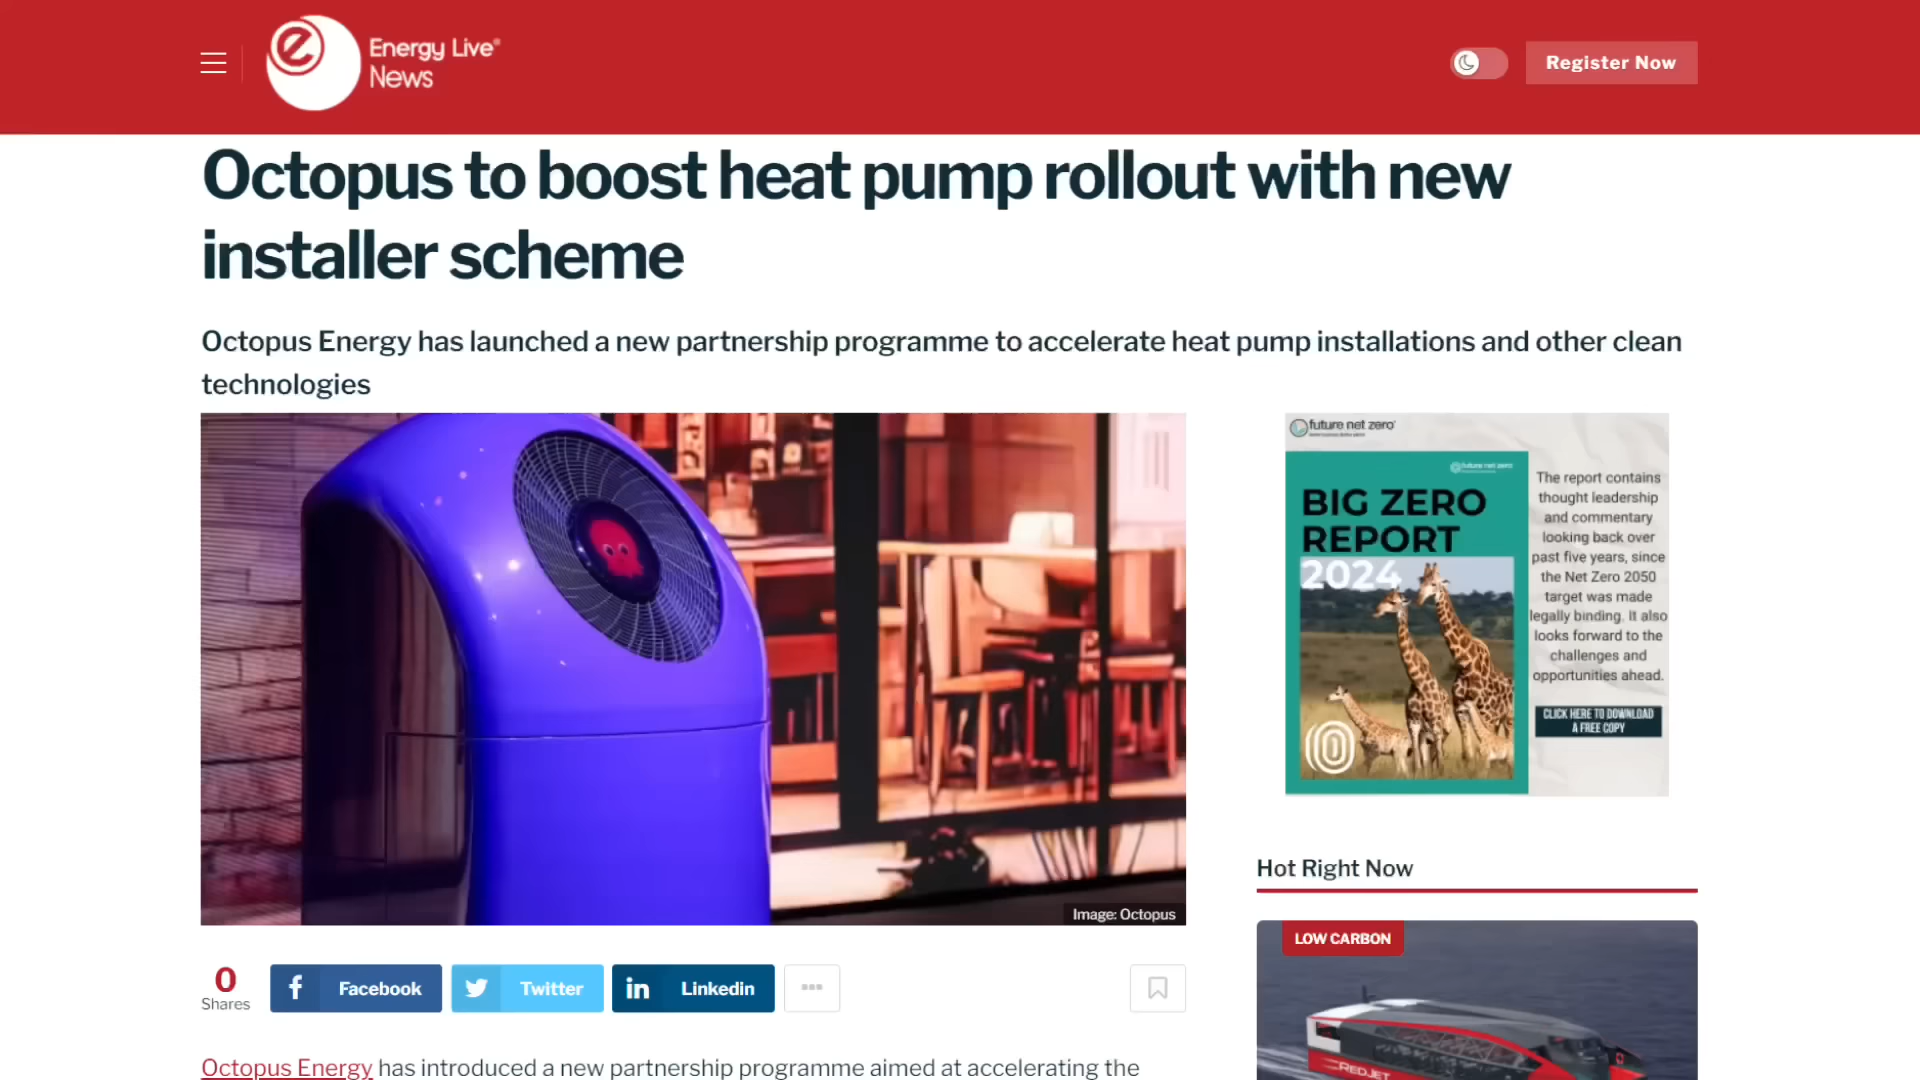 Energy Live®
News
Register Now
Octopus to boost heat pump rollout with new
installer scheme
Octopus Energy has launched a new partnership programme to accelerate heat pump installations and other clean
technologies
future net zero
BIG ZERO
REPORT
2024
The report contains
thought leadership
and commentary
looking back over
past five years, since
the Net Zero 2050
target was made
legally binding. It also
looks forward to the
challenges and
opportunities ahead.
CLICK HERE TO DOWNLOAD
A FREE COPY
Image: Octopus
Hot Right Now
LOW CARBON
REDJET
0
Shares
Facebook
Twitter
Linkedin
Octopus Energy has introduced a new partnership programme aimed at accelerating the